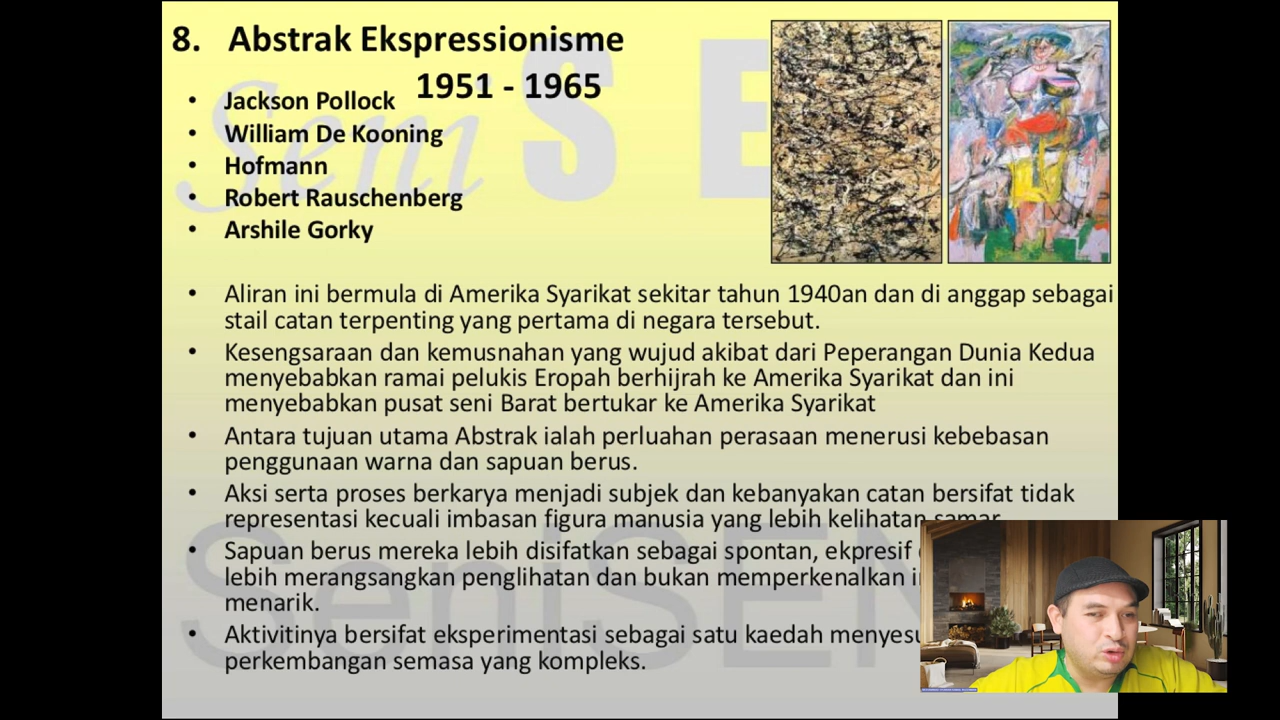 8. Abstrak Ekspressionisme
1951 - 1965
• Jackson Pollock
• William De Kooning
• Hofmann
• Robert Rauschenberg
• Arshile Gorky
• Aliran ini bermula di Amerika Syarikat sekitar tahun 1940an dan di anggap sebagai
stail catan terpenting yang pertama di negara tersebut.
• Kesengsaraan dan kemusnahan yang wujud akibat dari Peperangan Dunia Kedua
menyebabkan ramai pelukis Eropah berhijrah ke Amerika Syarikat dan ini
menyebabkan pusat seni Barat bertukar ke Amerika Syarikat
• Antara tujuan utama Abstrak ialah perluahan perasaan menerusi kebebasan
penggunaan warna dan sapuan berus.
• Aksi serta proses berkarya menjadi subjek dan kebanyakan catan bersifat tidak
representasi kecuali imbasan figura manusia yang lebih kelihatan samar
• Sapuan berus mereka lebih disifatkan sebagai spontan, ekpresif
lebih merangsangkan penglihatan dan bukan memperkenalkan
menarik.
• Aktivitinya bersifat eksperimentasi sebagai satu kaedah
perkembangan semasa yang kompleks.
Seni SE
SeniSEN